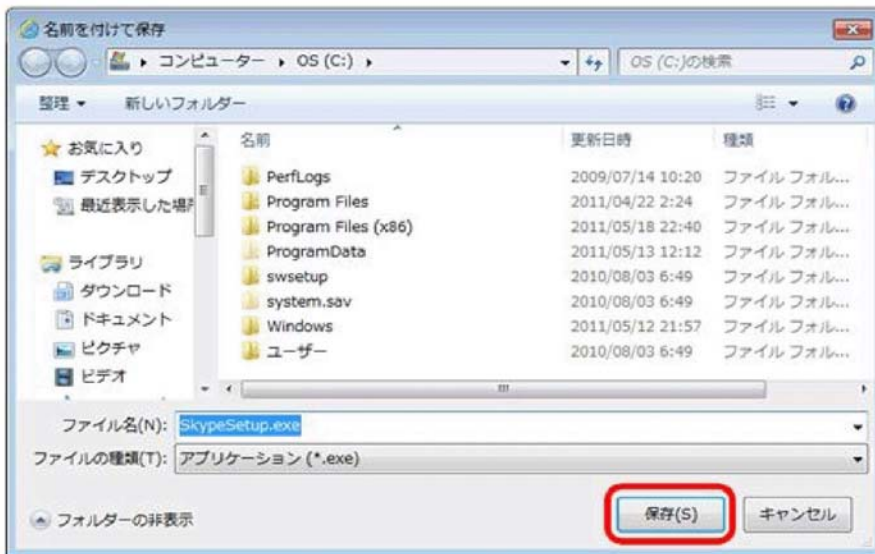 名前を付けて保存
コンピューター ▸ OS (C:) ▸ OS (C:)の検索
整理 ▼ 新しいフォルダー
お気に入り
デスクトップ
最近表示した場所
ライブラリ
ダウンロード
ドキュメント
ピクチャ
ビデオ
名前 更新日時 種類
PerfLogs 2009/07/14 10:20 ファイル フォル...
Program Files 2011/04/22 2:24 ファイル フォル...
Program Files (x86) 2011/05/18 22:40 ファイル フォル...
ProgramData 2011/05/13 12:12 ファイル フォル...
swsetup 2010/08/03 6:49 ファイル フォル...
system.sav 2010/08/03 6:49 ファイル フォル...
Windows 2011/05/12 21:57 ファイル フォル...
ユーザー 2010/08/03 6:49 ファイル フォル...
ファイル名(N): SkypeSetup.exe
ファイルの種類(T): アプリケーション (*.exe)
フォルダーの非表示 保存(S) キャンセル